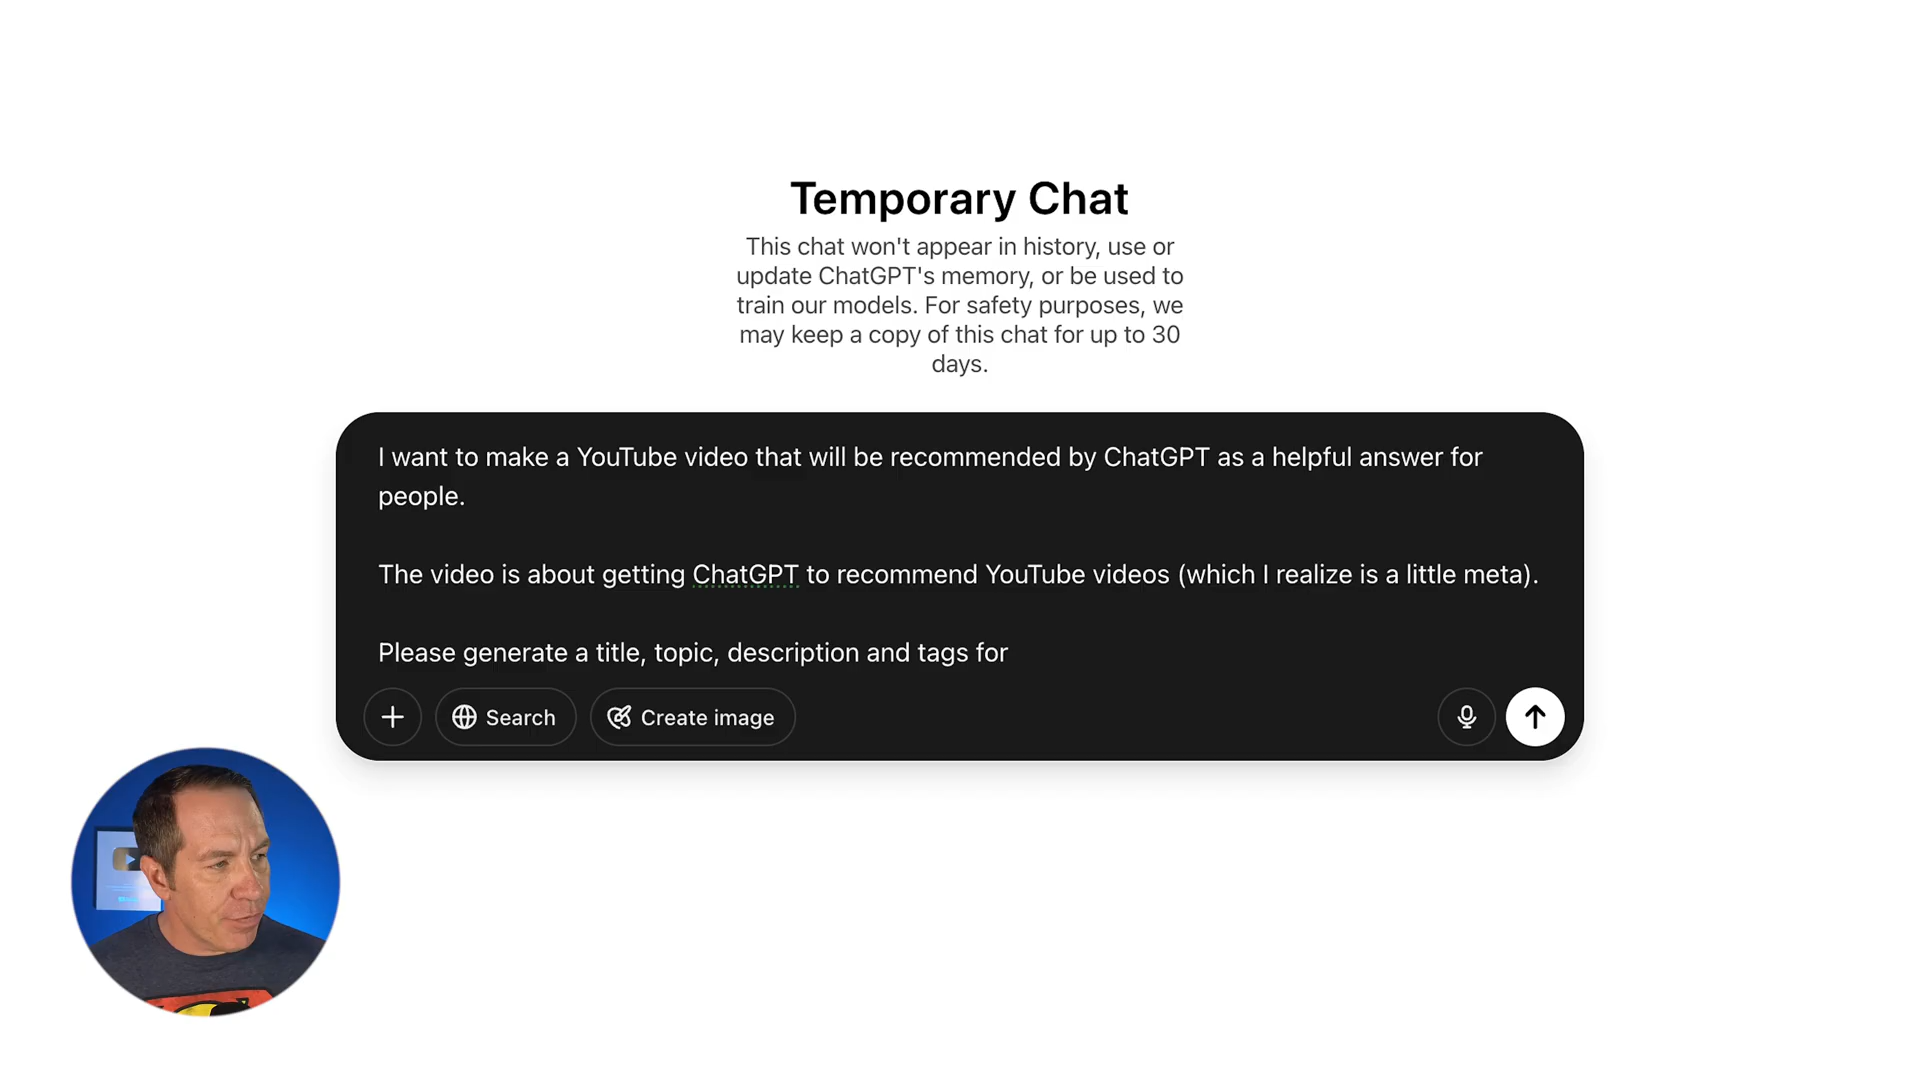 Temporary Chat
This chat won't appear in history, use or
update ChatGPT's memory, or be used to
train our models. For safety purposes, we
may keep a copy of this chat for up to 30
days.
I want to make a YouTube video that will be recommended by ChatGPT as a helpful answer for
people.
The video is about getting ChatGPT to recommend YouTube videos (which I realize is a little meta).
Please generate a title, topic, description and tags for
Search
Create image